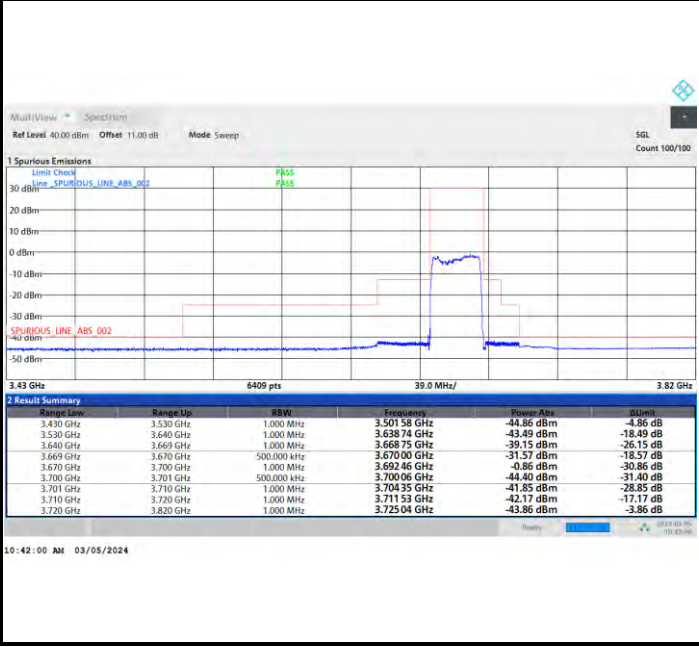 MultiView Spectrum
Ref Level 40.00 dBm Offset 11.00 dB Mode Sweep SGL
Count 100/100
1 Spurious Emissions
Limit Check PASS
Line _SPURIOUS_LINE_ABS_002 PASS
30 dBm
20 dBm
10 dBm
0 dBm
-10 dBm
-20 dBm
-30 dBm
SPURIOUS_LINE_ABS_002
-40 dBm
-50 dBm
3.43 GHz 6409 pts 39.0 MHz/ 3.82 GHz
2 Result Summary
Range Low Range Up RBW Frequency Power Abs ΔLimit
3.430 GHz 3.530 GHz 1.000 MHz 3.501 58 GHz -44.86 dBm -4.86 dB
3.530 GHz 3.640 GHz 1.000 MHz 3.638 74 GHz -43.49 dBm -18.49 dB
3.640 GHz 3.669 GHz 1.000 MHz 3.668 75 GHz -39.15 dBm -26.15 dB
3.669 GHz 3.670 GHz 500.000 kHz 3.670 00 GHz -31.57 dBm -18.57 dB
3.670 GHz 3.700 GHz 1.000 MHz 3.692 46 GHz -0.86 dBm -30.86 dB
3.700 GHz 3.701 GHz 500.000 kHz 3.700 06 GHz -44.40 dBm -31.40 dB
3.701 GHz 3.710 GHz 1.000 MHz 3.704 35 GHz -41.85 dBm -28.85 dB
3.710 GHz 3.720 GHz 1.000 MHz 3.711 53 GHz -42.17 dBm -17.17 dB
3.720 GHz 3.820 GHz 1.000 MHz 3.725 04 GHz -43.86 dBm -3.86 dB
Ready
10:42:00 AM 03/05/2024